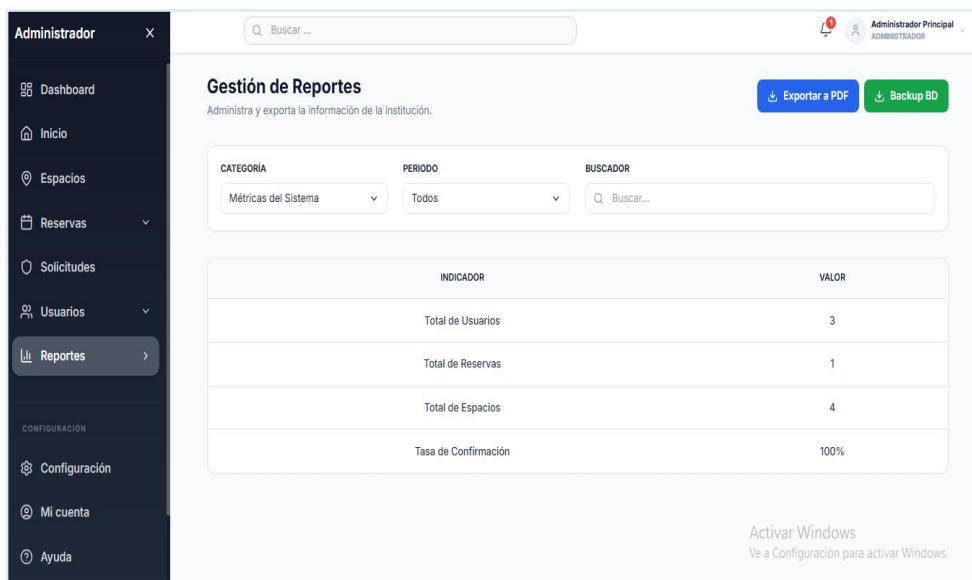 Administrador X
Dashboard
Inicio
Espacios
Reservas
Solicitudes
Usuarios
Reportes
CONFIGURACIÓN
Configuración
Mi cuenta
Ayuda
Buscar ...
1
Administrador Principal
ADMINISTRADOR
Gestión de Reportes
Administra y exporta la información de la institución.
Exportar a PDF
Backup BD
CATEGORÍA PERIODO BUSCADOR
Métricas del Sistema Todos Buscar...
INDICADOR VALOR
Total de Usuarios 3
Total de Reservas 1
Total de Espacios 4
Tasa de Confirmación 100%
Activar Windows
Ve a Configuración para activar Windows.